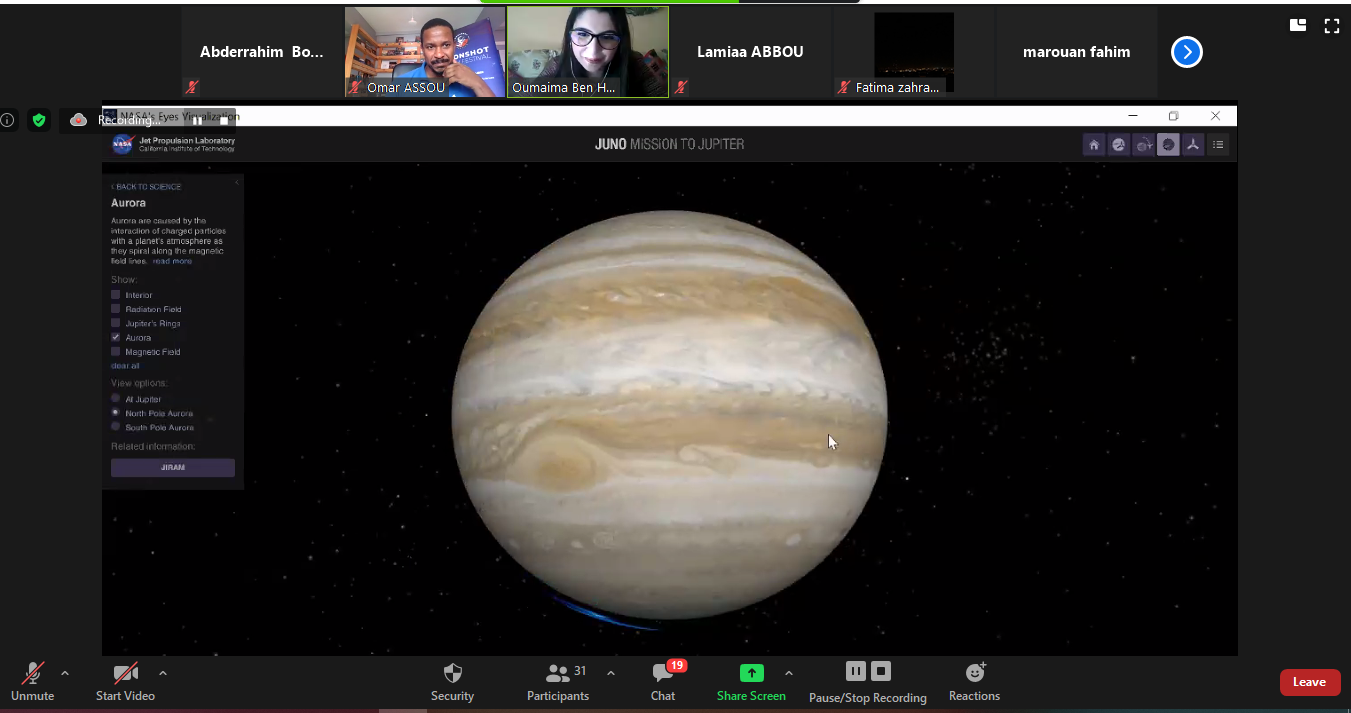 Abderrahim Bo...
Omar ASSOU
ONSHOT
FESTIVAL
Oumaima Ben H...
Lamiaa ABBOU
Fatima zahra...
marouan fahim
NASA's Eyes Visualization
Recording...
NASA
Jet Propulsion Laboratory
California Institute of Technology
JUNO MISSION TO JUPITER
‹ BACK TO SCIENCE
Aurora
Aurora are caused by the
interaction of charged particles
with a planet's atmosphere as
they spiral along the magnetic
field lines. read more
Show:
Interior
Radiation Field
Jupiter's Rings
Aurora
Magnetic Field
clear all
View options:
At Jupiter
North Pole Aurora
South Pole Aurora
Related information:
JIRAM
Unmute
Start Video
Security
31
Participants
19
Chat
Share Screen
Pause/Stop Recording
Reactions
Leave